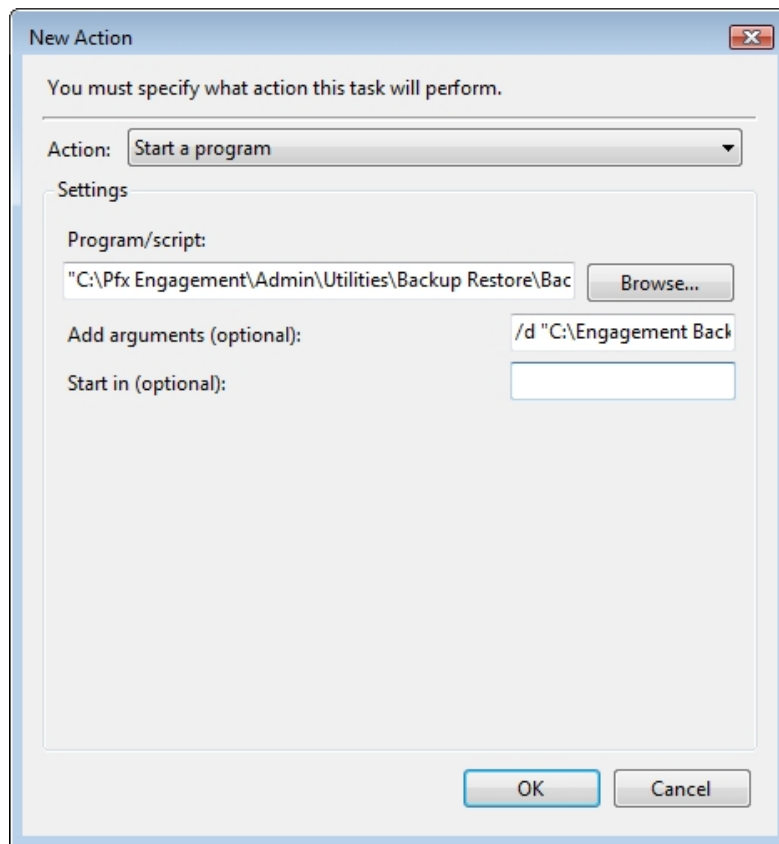 New Action
You must specify what action this task will perform.
Action: Start a program
Settings
Program/script:
"C:\Pfx Engagement\Admin\Utilities\Backup Restore\Bac Browse...
Add arguments (optional): /d "C:\Engagement Back
Start in (optional):
OK Cancel